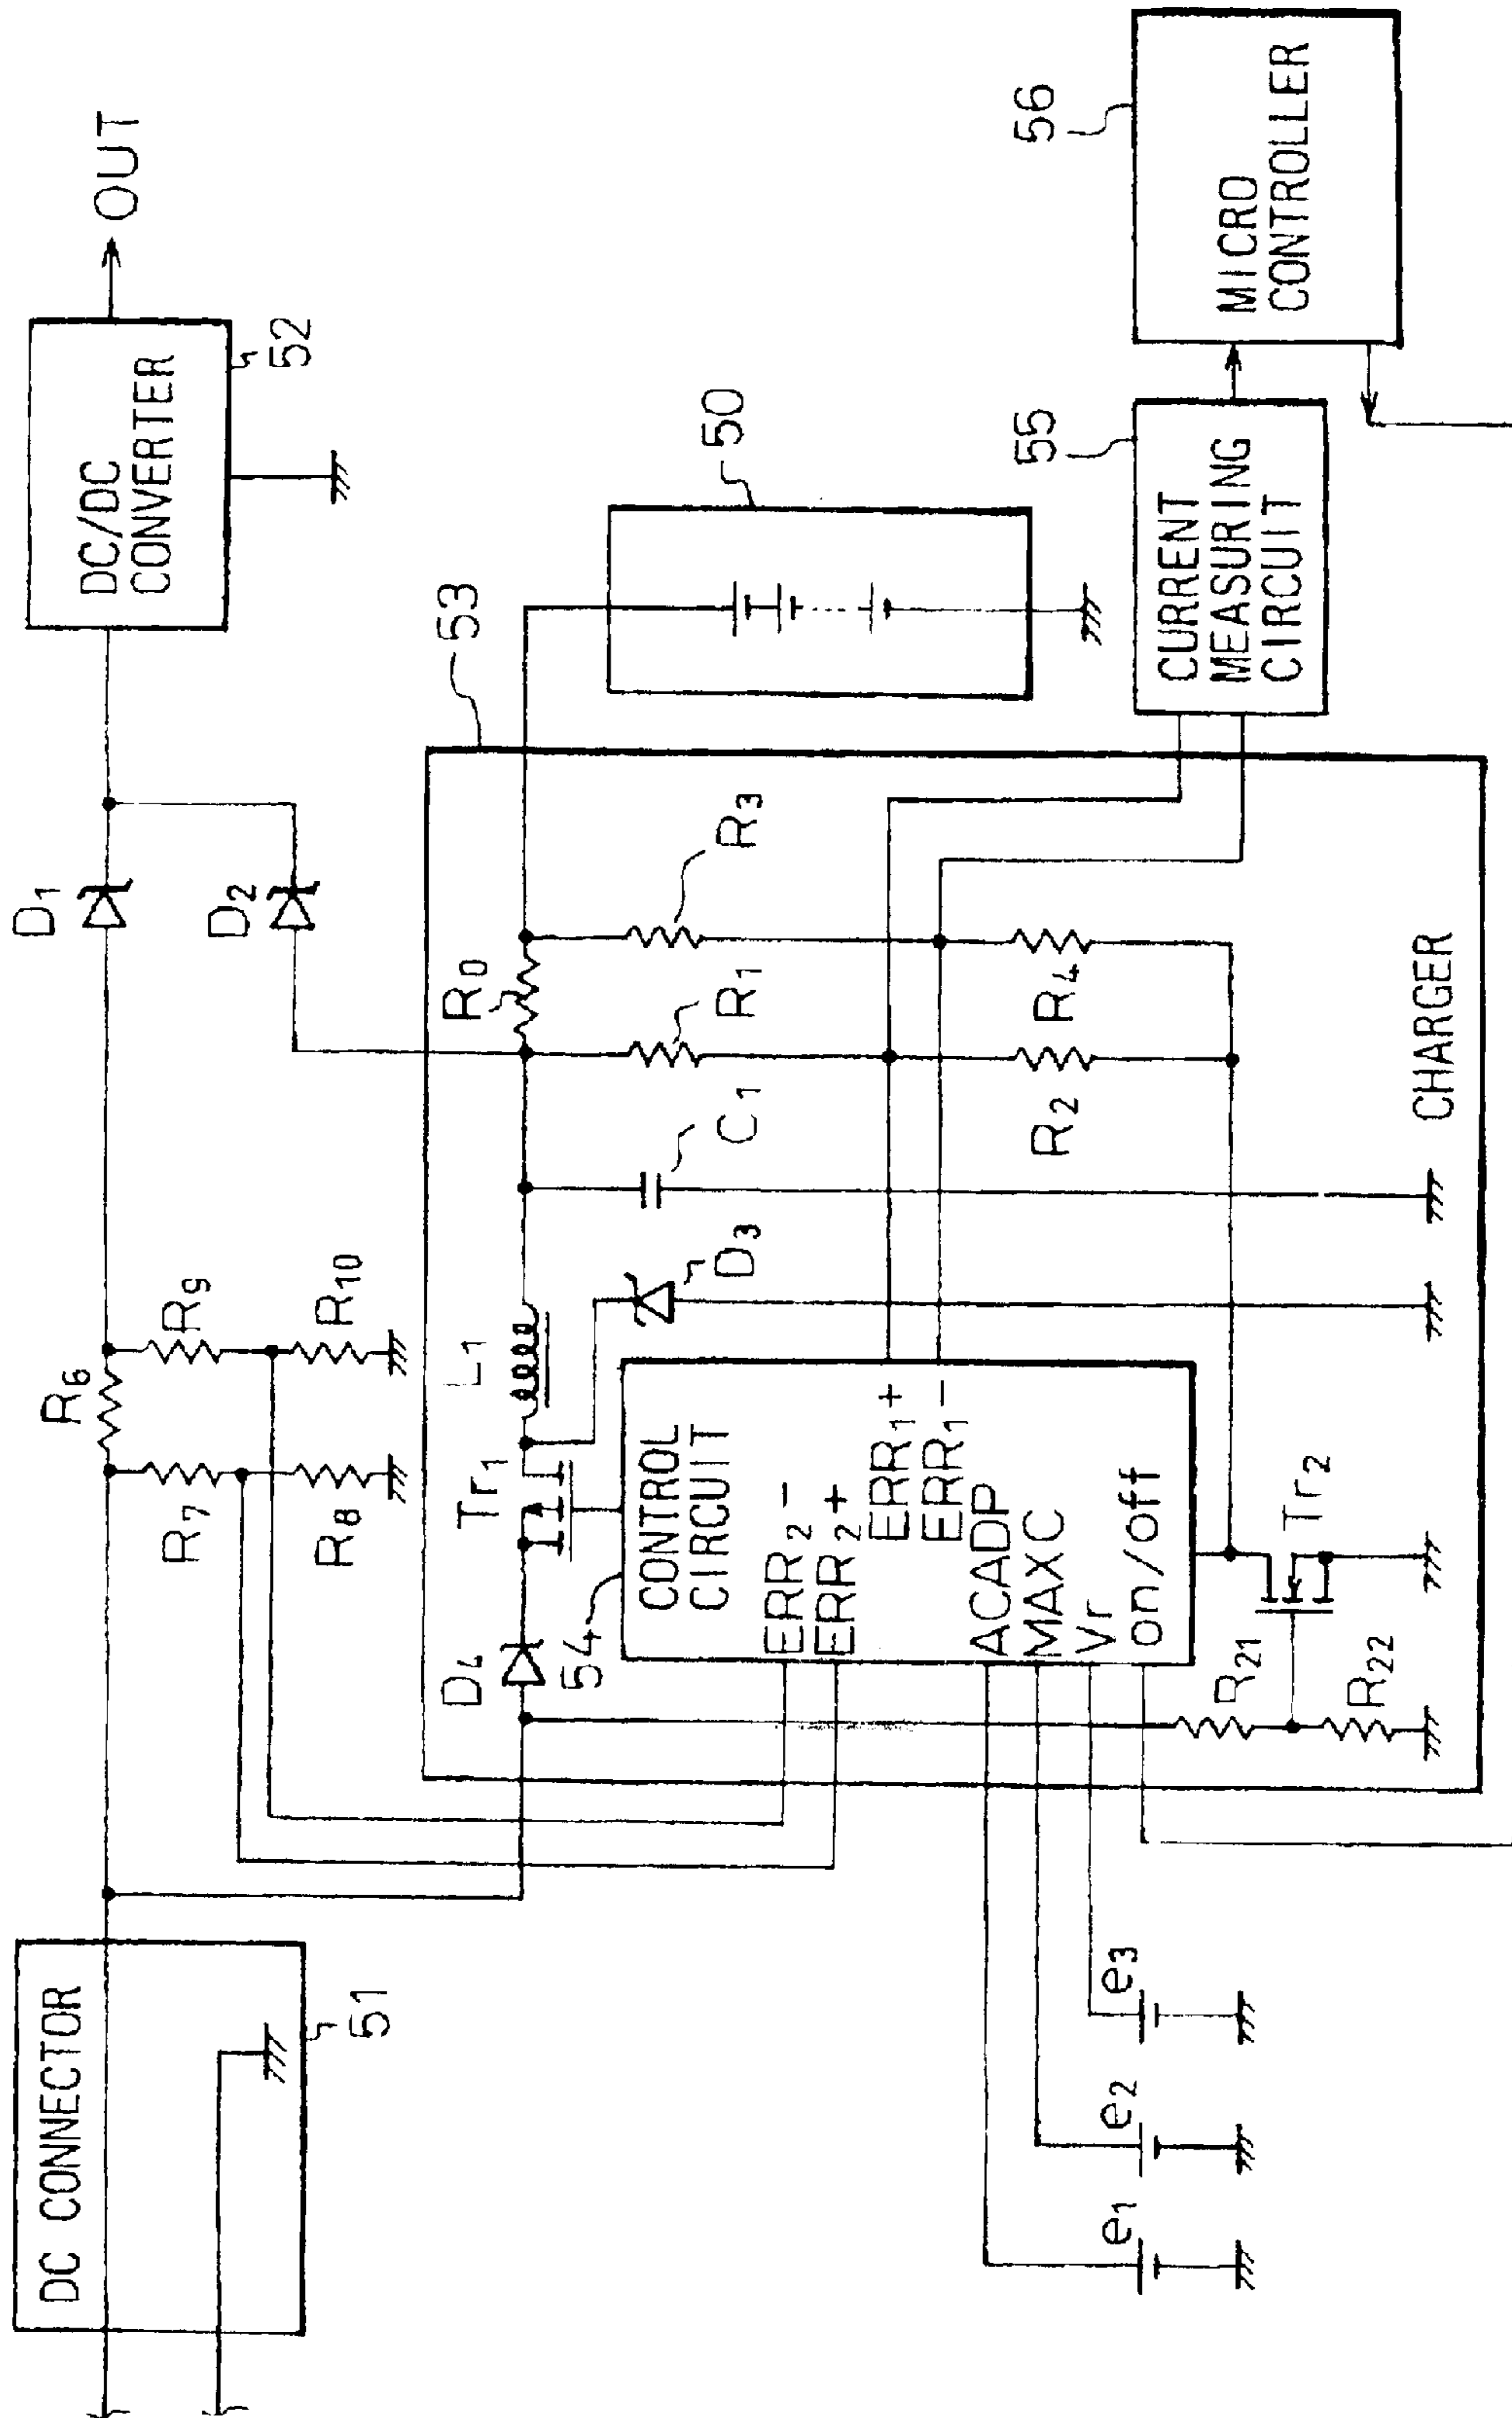 DC CONNECTOR
51
R6
R7
R8
R9
R10
D1
D2
DC/DC
CONVERTER
52
OUT
53
50
D4
Tr1
L1
R0
54
CONTROL
CIRCUIT
ERR2 -
ERR2 +
ERR1 +
ERR1 -
ACADP
MAXC
Vr
on/off
D3
C1
R1
R3
R2
R4
R21
R22
Tr2
CHARGER
e1
e2
e3
55
CURRENT
MEASURING
CIRCUIT
56
MICRO
CONTROLLER